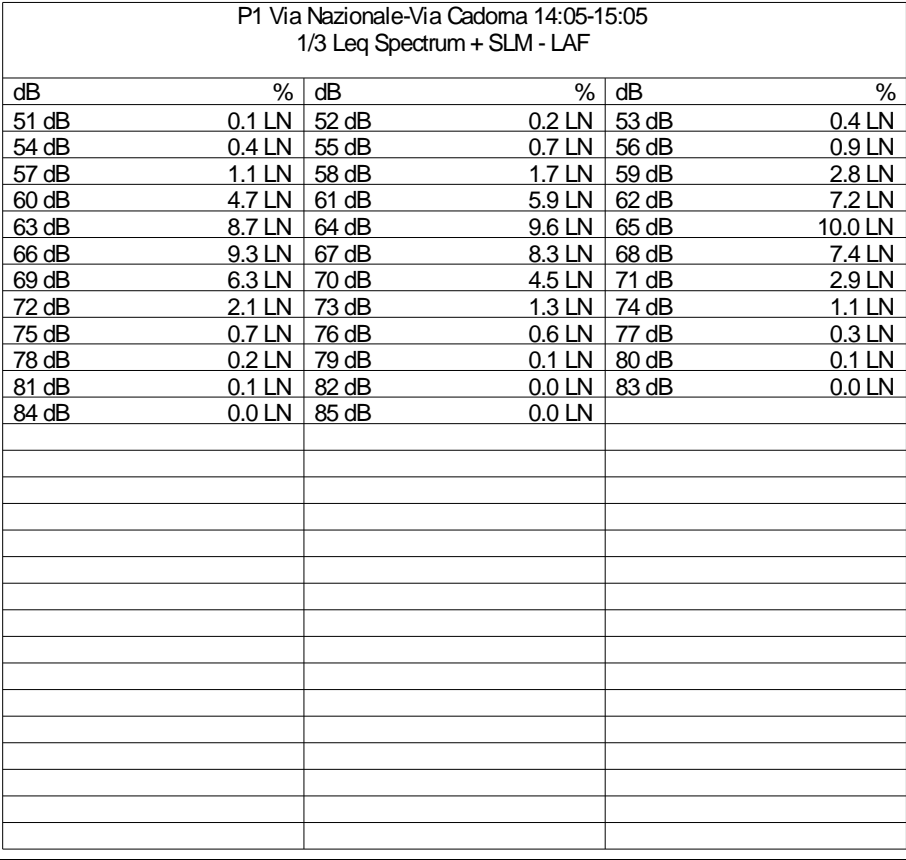 P1 Via Nazionale-Via Cadorna 14:05-15:05
1/3 Leq Spectrum + SLM - LAF
dB % dB % dB %
51 dB 0.1 LN 52 dB 0.2 LN 53 dB 0.4 LN
54 dB 0.4 LN 55 dB 0.7 LN 56 dB 0.9 LN
57 dB 1.1 LN 58 dB 1.7 LN 59 dB 2.8 LN
60 dB 4.7 LN 61 dB 5.9 LN 62 dB 7.2 LN
63 dB 8.7 LN 64 dB 9.6 LN 65 dB 10.0 LN
66 dB 9.3 LN 67 dB 8.3 LN 68 dB 7.4 LN
69 dB 6.3 LN 70 dB 4.5 LN 71 dB 2.9 LN
72 dB 2.1 LN 73 dB 1.3 LN 74 dB 1.1 LN
75 dB 0.7 LN 76 dB 0.6 LN 77 dB 0.3 LN
78 dB 0.2 LN 79 dB 0.1 LN 80 dB 0.1 LN
81 dB 0.1 LN 82 dB 0.0 LN 83 dB 0.0 LN
84 dB 0.0 LN 85 dB 0.0 LN